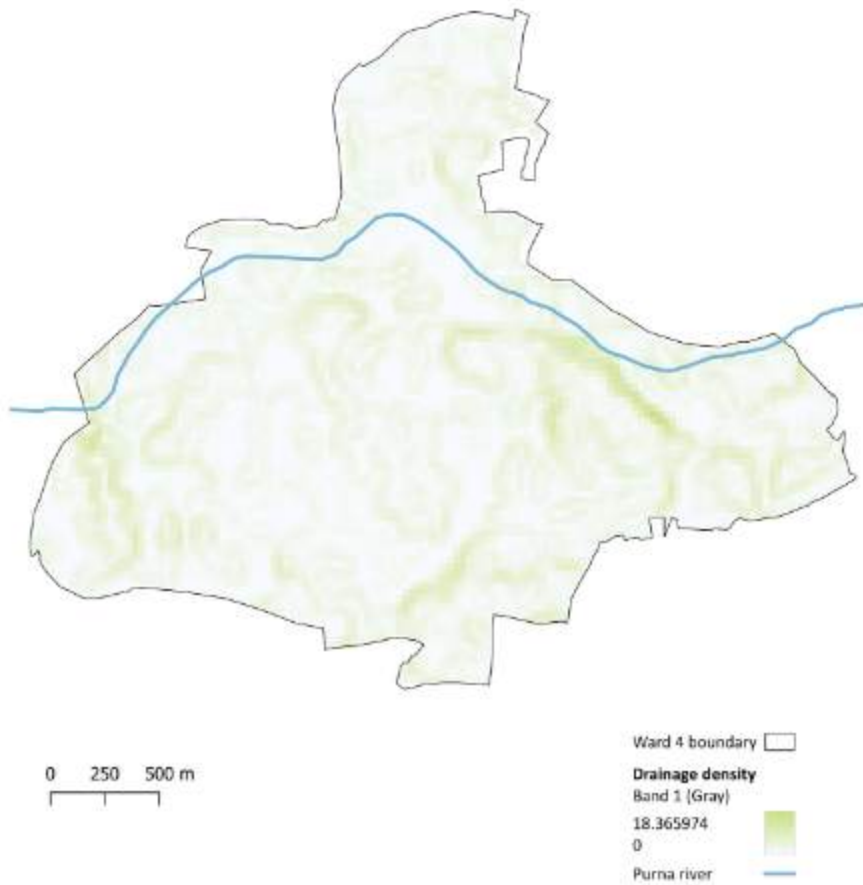 0 250 500 m
Ward 4 boundary
Drainage density
Band 1 (Gray)
18.365974
0
Purna river